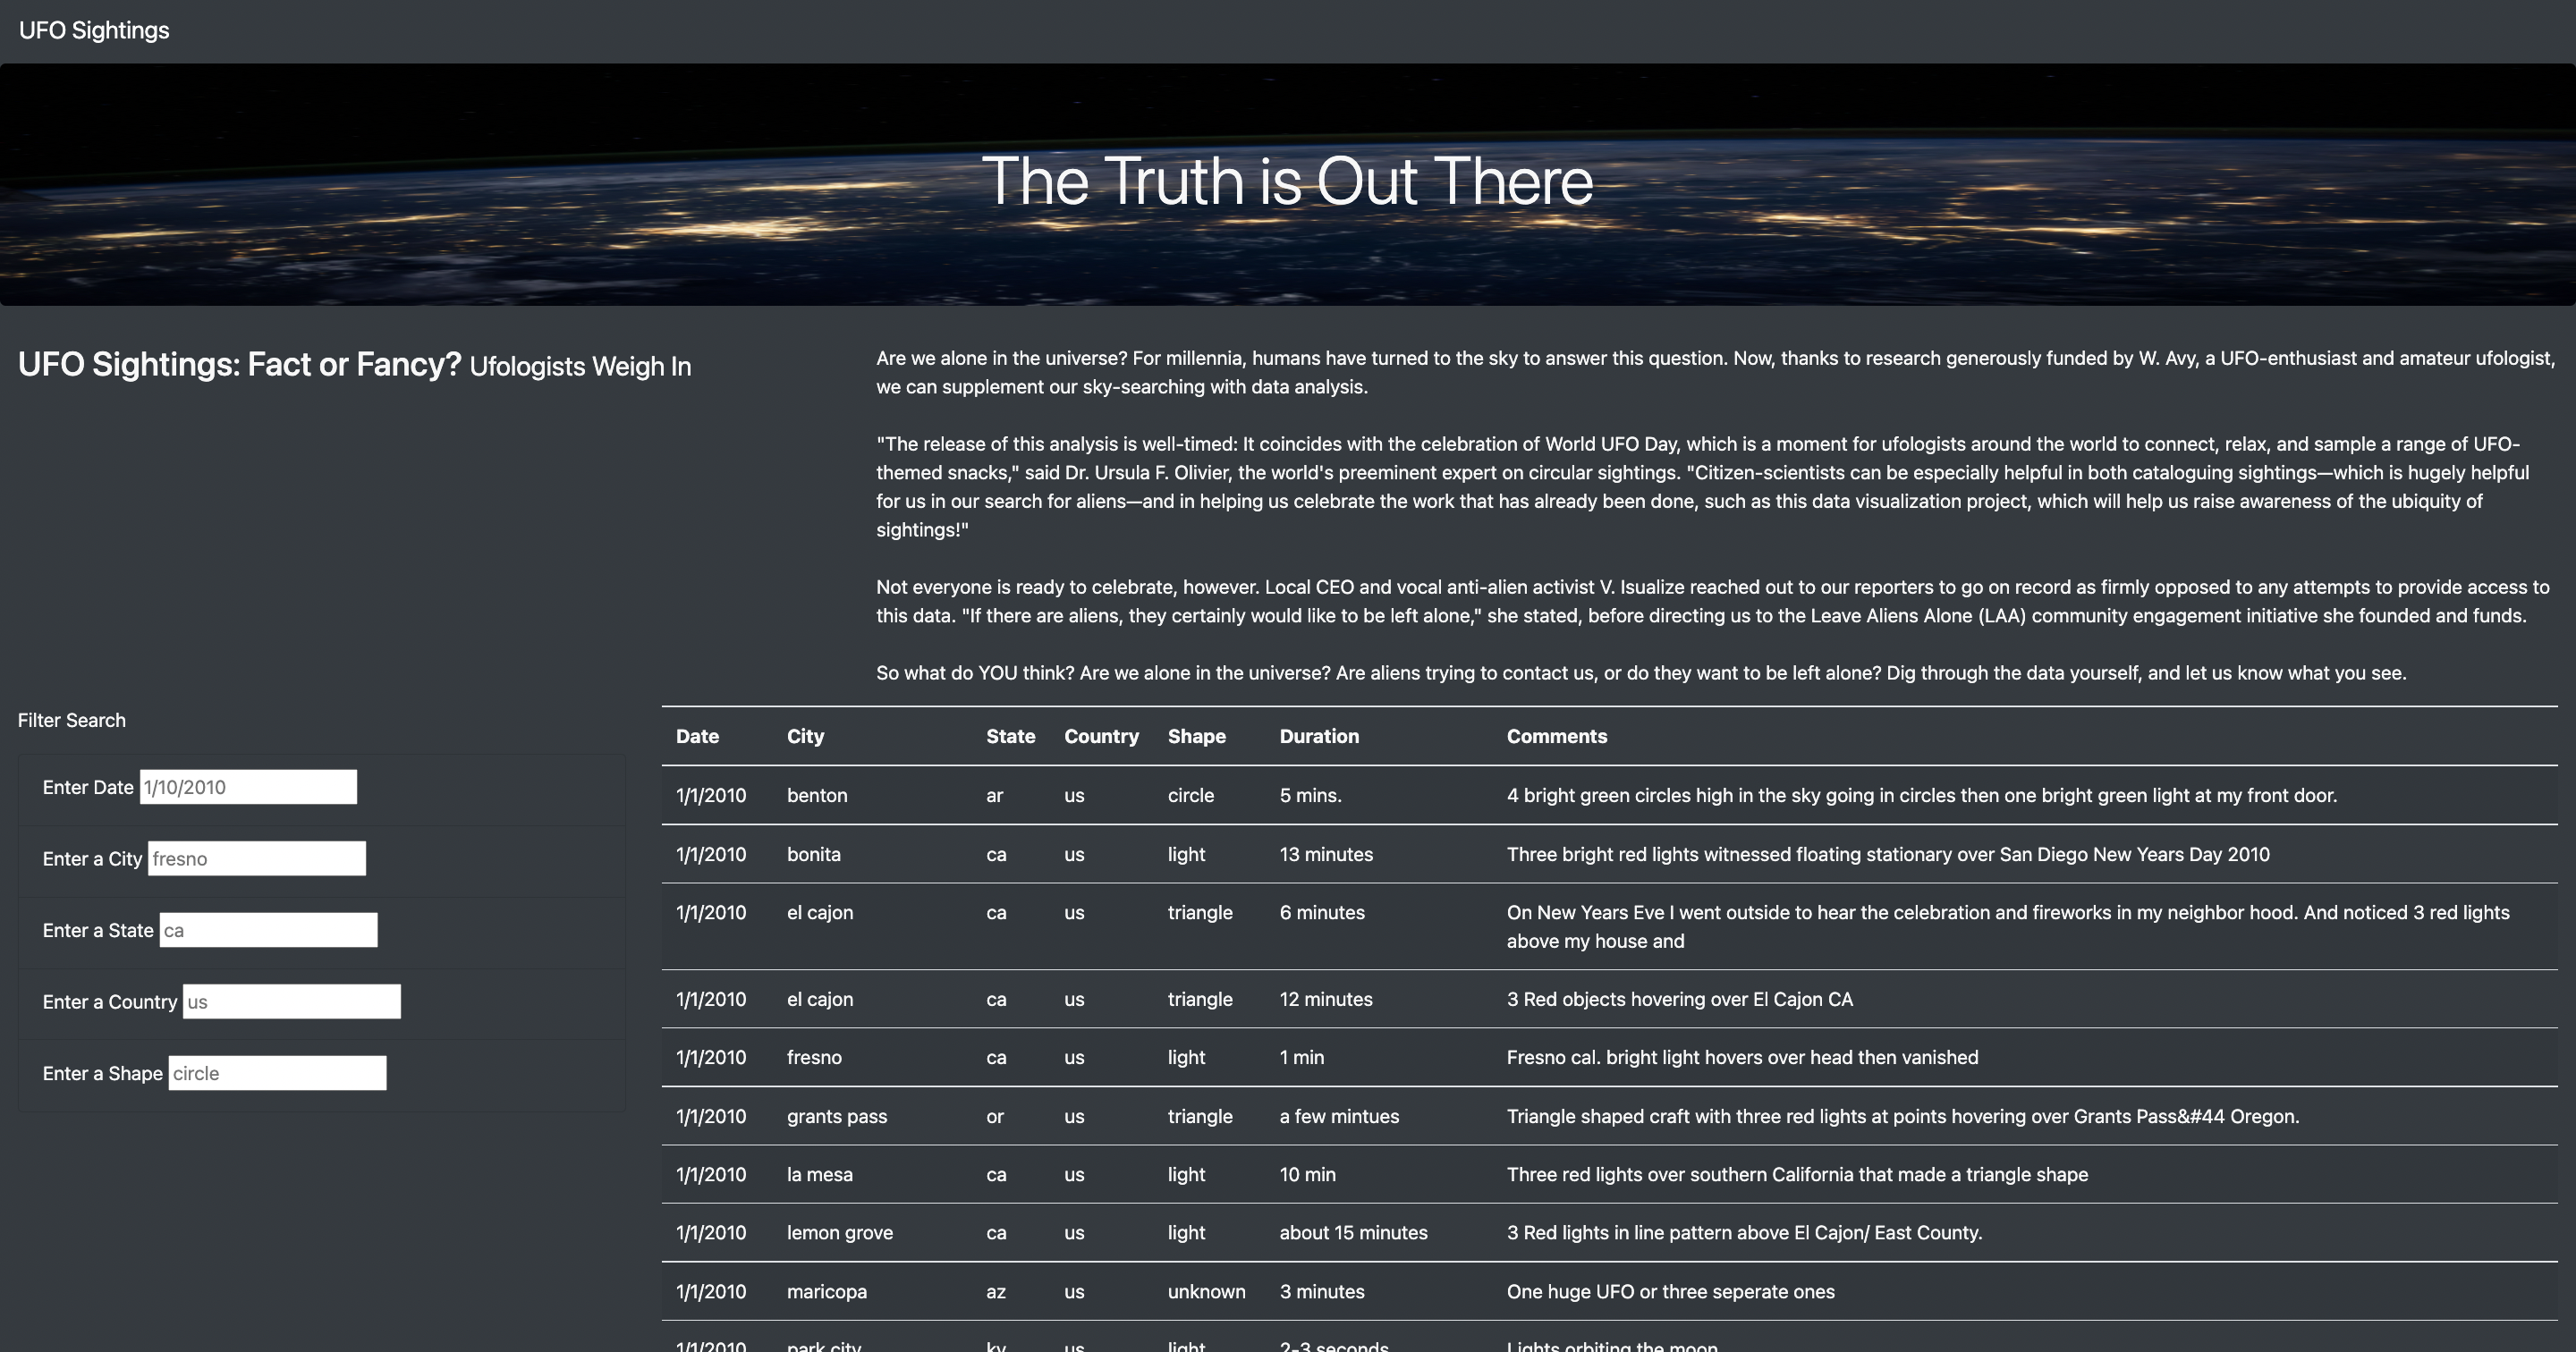 UFO Sightings
The Truth is Out There
UFO Sightings: Fact or Fancy? Ufologists Weigh In
Are we alone in the universe? For millennia, humans have turned to the sky to answer this question. Now, thanks to research generously funded by W. Avy, a UFO-enthusiast and amateur ufologist,
we can supplement our sky-searching with data analysis.
"The release of this analysis is well-timed: It coincides with the celebration of World UFO Day, which is a moment for ufologists around the world to connect, relax, and sample a range of UFO-
themed snacks," said Dr. Ursula F. Olivier, the world's preeminent expert on circular sightings. "Citizen-scientists can be especially helpful in both cataloguing sightings—which is hugely helpful
for us in our search for aliens—and in helping us celebrate the work that has already been done, such as this data visualization project, which will help us raise awareness of the ubiquity of
sightings!"
Not everyone is ready to celebrate, however. Local CEO and vocal anti-alien activist V. Isualize reached out to our reporters to go on record as firmly opposed to any attempts to provide access to
this data. "If there are aliens, they certainly would like to be left alone," she stated, before directing us to the Leave Aliens Alone (LAA) community engagement initiative she founded and funds.
So what do YOU think? Are we alone in the universe? Are aliens trying to contact us, or do they want to be left alone? Dig through the data yourself, and let us know what you see.
Filter Search
Enter Date 1/10/2010
Enter a City fresno
Enter a State ca
Enter a Country us
Enter a Shape circle
Date City State Country Shape Duration Comments
1/1/2010 benton ar us circle 5 mins. 4 bright green circles high in the sky going in circles then one bright green light at my front door.
1/1/2010 bonita ca us light 13 minutes Three bright red lights witnessed floating stationary over San Diego New Years Day 2010
1/1/2010 el cajon ca us triangle 6 minutes On New Years Eve I went outside to hear the celebration and fireworks in my neighbor hood. And noticed 3 red lights
above my house and
1/1/2010 el cajon ca us triangle 12 minutes 3 Red objects hovering over El Cajon CA
1/1/2010 fresno ca us light 1 min Fresno cal. bright light hovers over head then vanished
1/1/2010 grants pass or us triangle a few mintues Triangle shaped craft with three red lights at points hovering over Grants Pass&#44 Oregon.
1/1/2010 la mesa ca us light 10 min Three red lights over southern California that made a triangle shape
1/1/2010 lemon grove ca us light about 15 minutes 3 Red lights in line pattern above El Cajon/ East County.
1/1/2010 maricopa az us unknown 3 minutes One huge UFO or three seperate ones
1/1/2010 park city ky us light 2-3 seconds Lights orbiting the moon